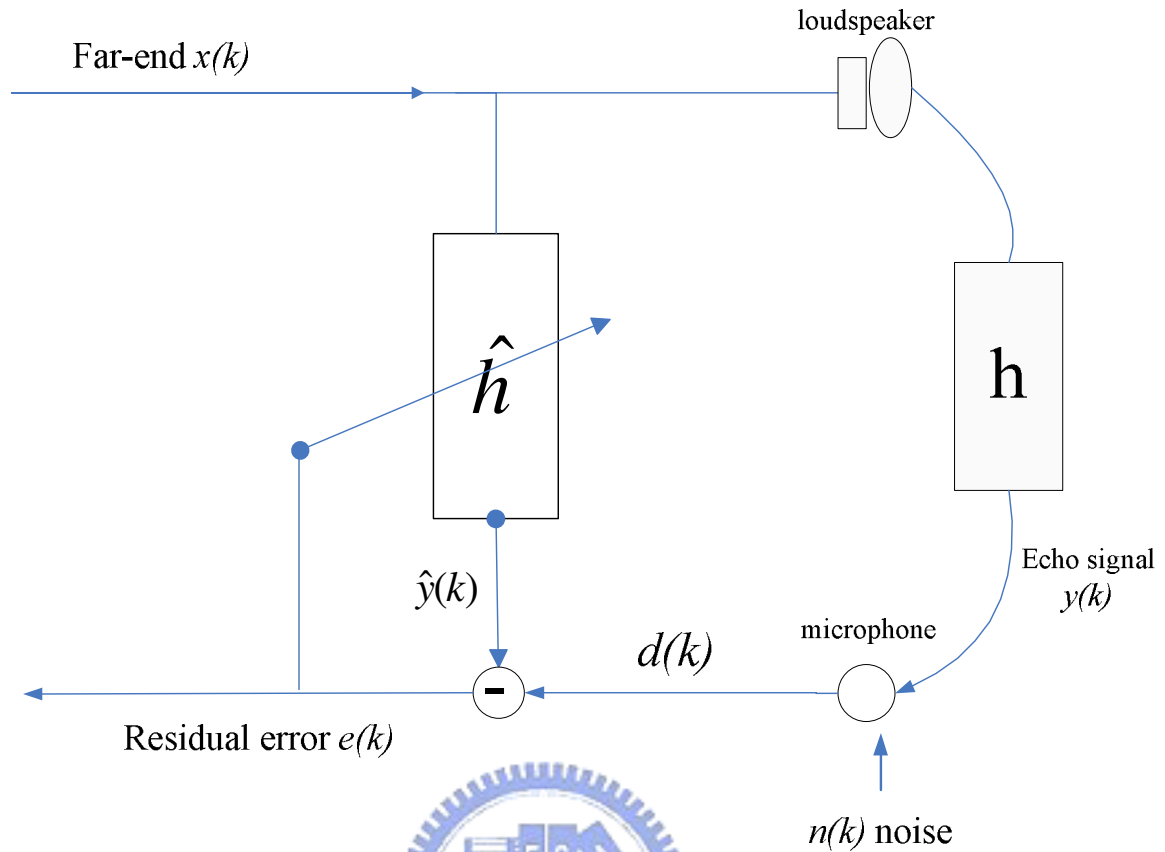 loudspeaker
Far-end x(k)
ĥ
h
Echo signal
y(k)
ŷ(k)
microphone
d(k)
-
Residual error e(k)
n(k) noise